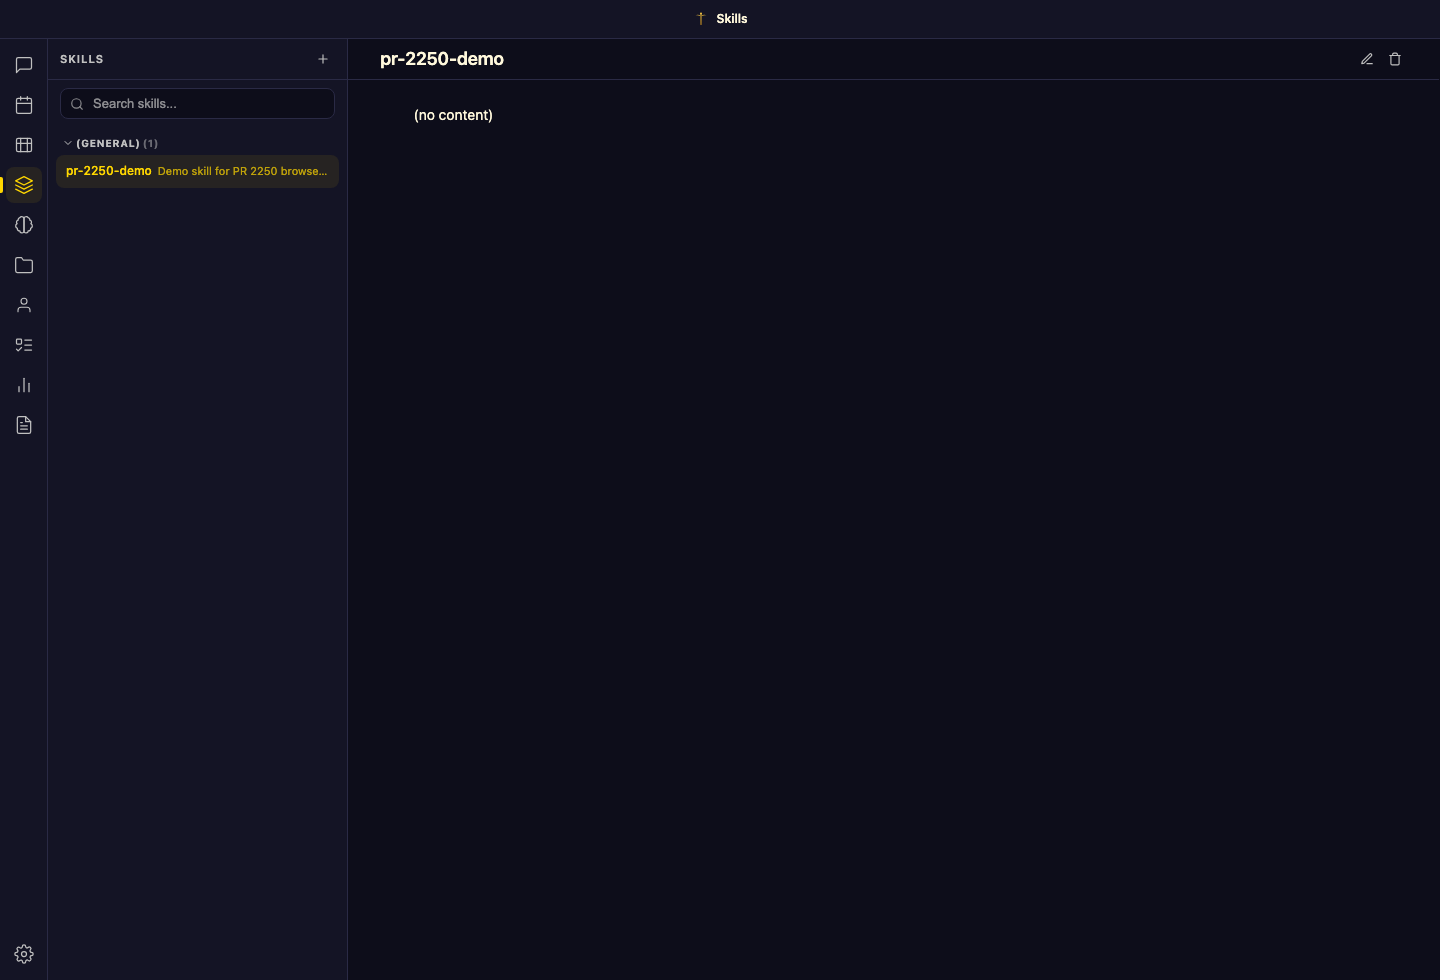 Skills
SKILLS
Search skills...
(GENERAL) (1)
pr-2250-demo Demo skill for PR 2250 browse...
pr-2250-demo
(no content)